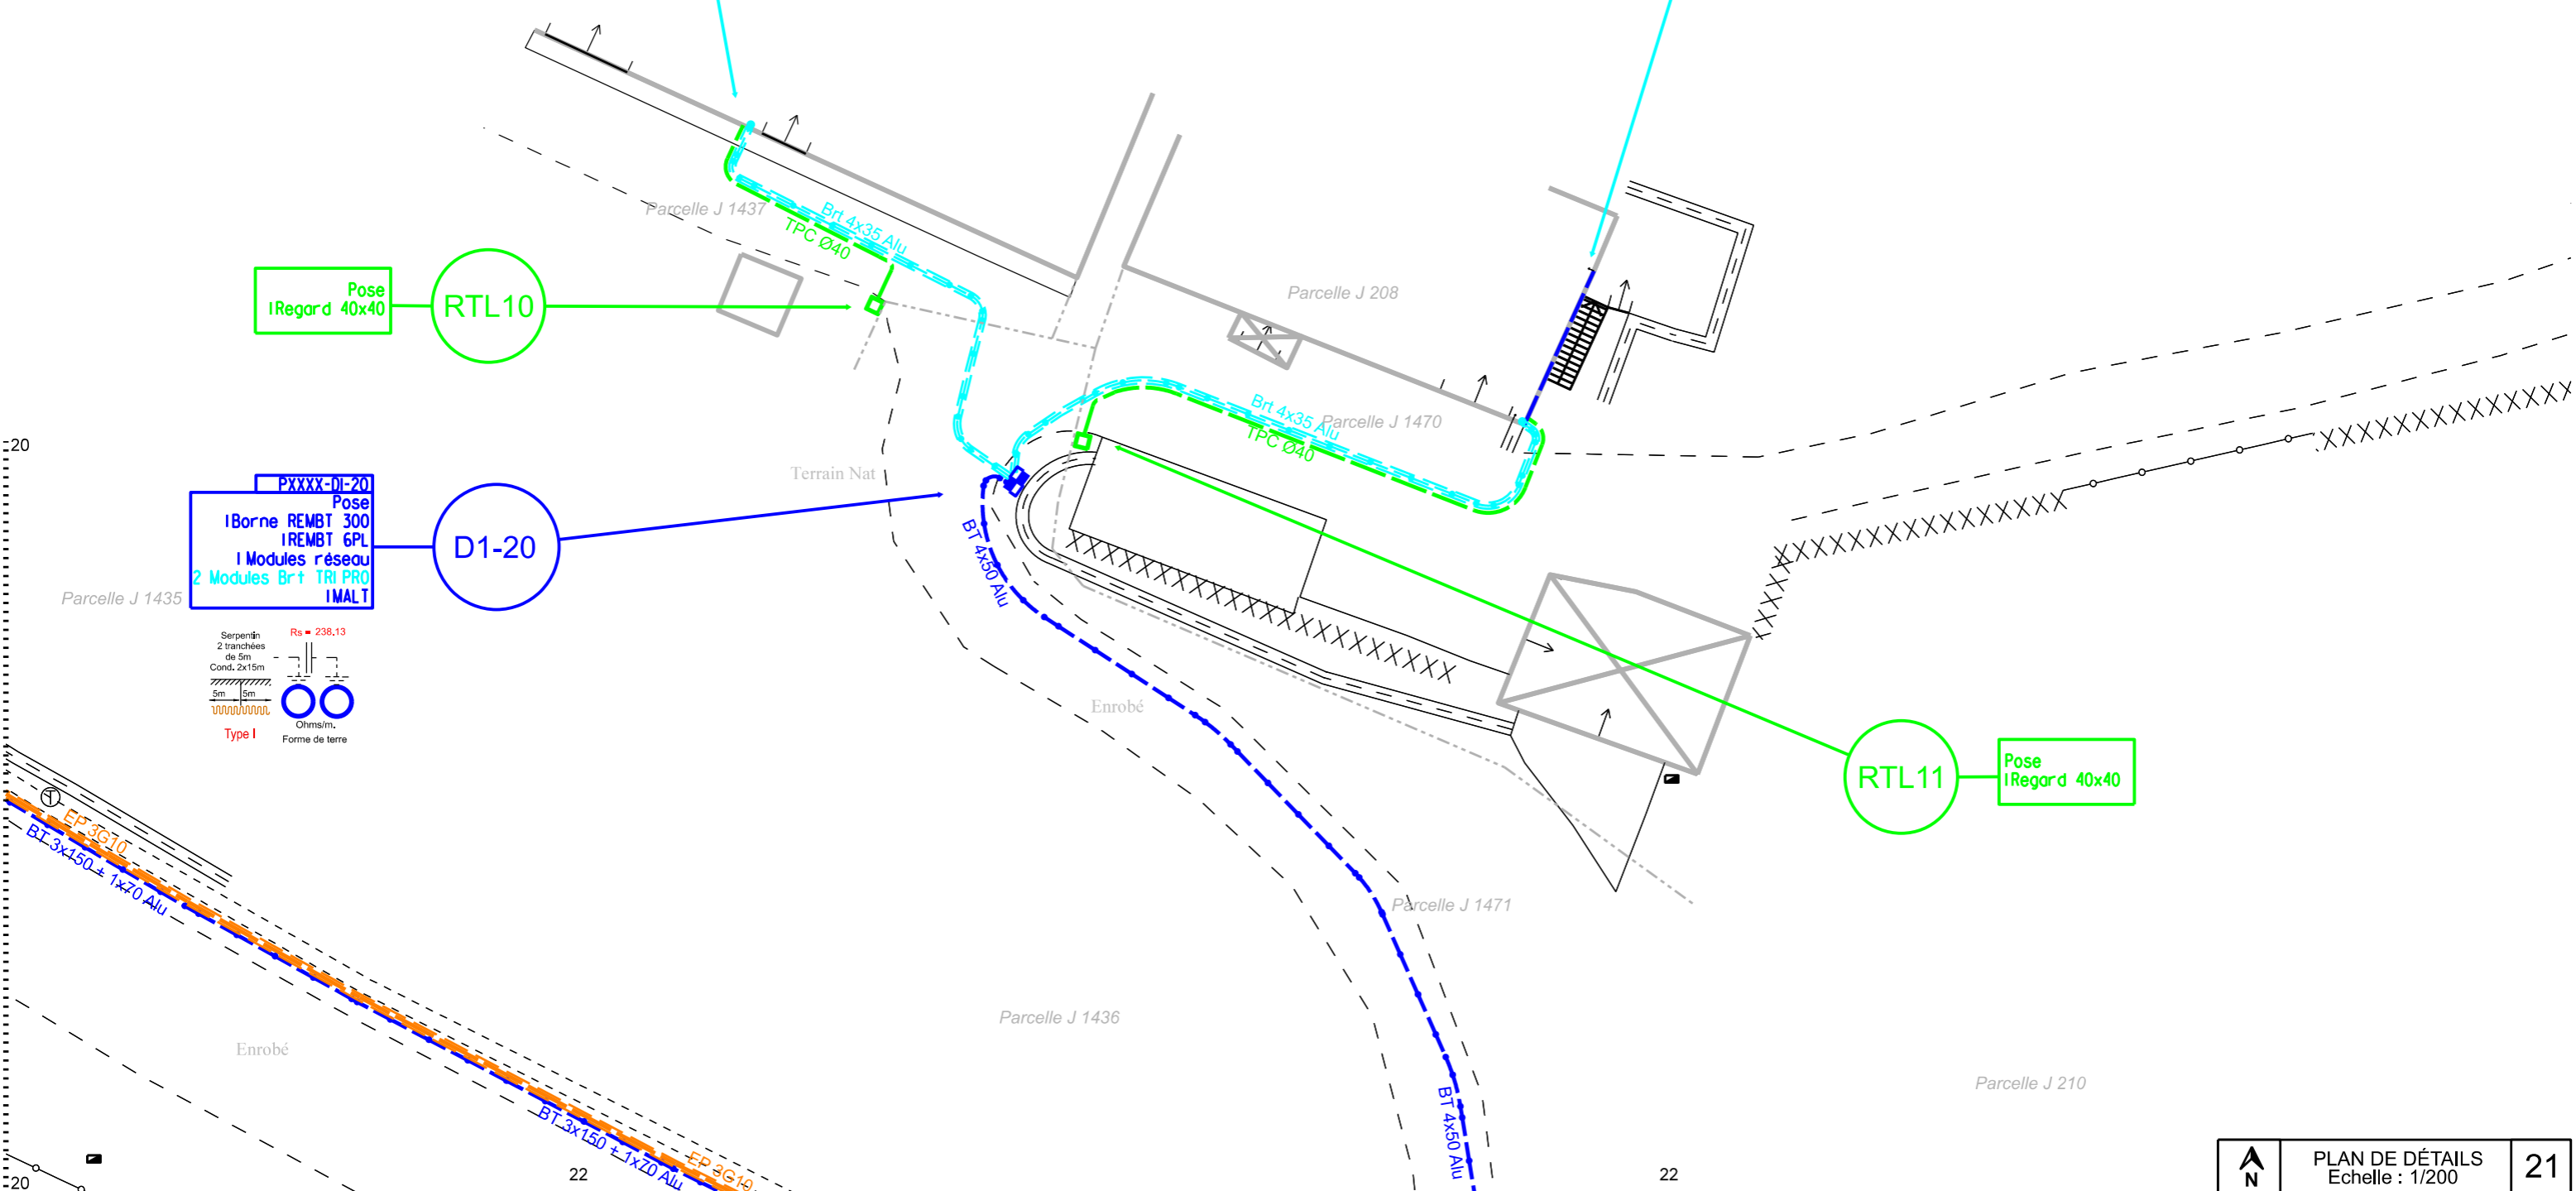 Parcelle J 1437
Brt 4x35 Alu
TPC Ø40
Pose
1Regard 40x40
RTL10
Parcelle J 208
Brt 4x35 Alu
Parcelle J 1470
TPC Ø40
20
Terrain Nat
PXXXX-D1-20
Pose
1Borne REMBT 300
1REMBT 6PL
1 Modules réseau
2 Modules Brt TRI PRO
1MALT
D1-20
BT 4x50 Alu
Parcelle J 1435
Serpentin
2 tranchées
de 5m
Cond. 2x15m
5m
5m
Type I
Rs = 238.13
Ohms/m.
Forme de terre
Enrobé
RTL11
Pose
1Regard 40x40
EP 3G10
BT 3x150 + 1x70 Alu
Parcelle J 1471
Parcelle J 1436
Enrobé
Parcelle J 210
BT 4x50 Alu
BT 3x150 + 1x70 Alu
EP 3G10
20
22
22
N
PLAN DE DÉTAILS
Echelle : 1/200
21